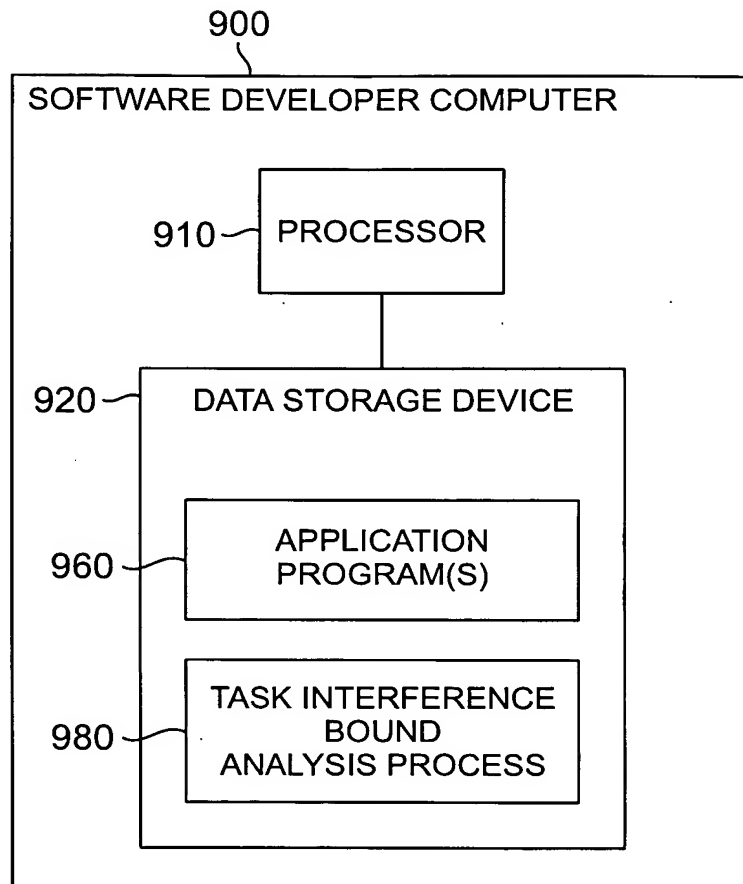 900
SOFTWARE DEVELOPER COMPUTER
910
PROCESSOR
920
DATA STORAGE DEVICE
960
APPLICATION
PROGRAM(S)
980
TASK INTERFERENCE
BOUND
ANALYSIS PROCESS